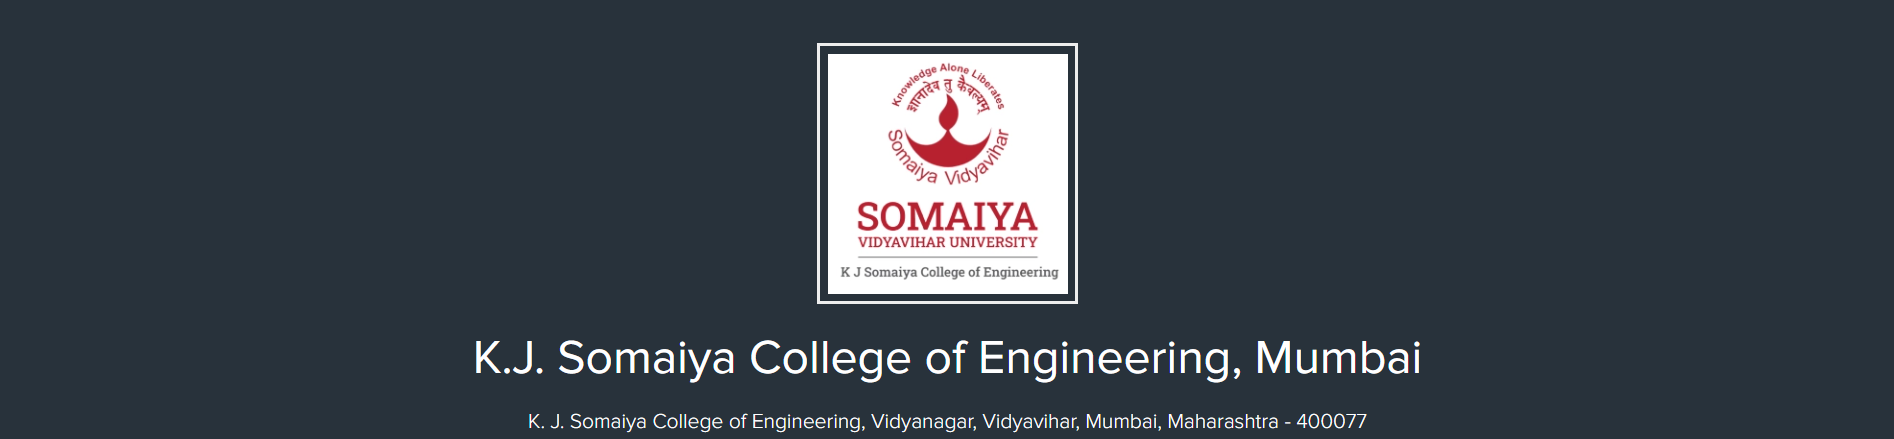 Knowledge Alone Liberates
ज्ञानादेव तु कैवल्यम्
Somaiya Vidyavihar
SOMAIYA
VIDYAVIHAR UNIVERSITY
K J Somaiya College of Engineering
K.J. Somaiya College of Engineering, Mumbai
K. J. Somaiya College of Engineering, Vidyanagar, Vidyavihar, Mumbai, Maharashtra - 400077